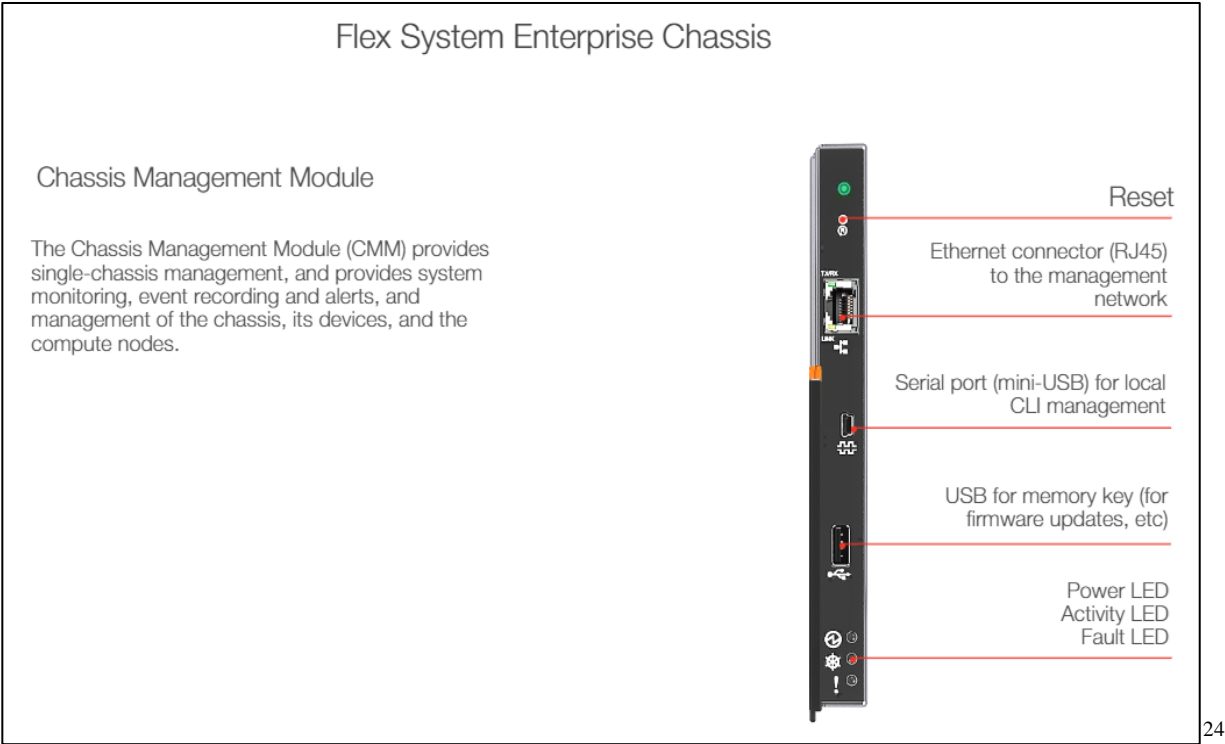 Flex System Enterprise Chassis
Chassis Management Module
The Chassis Management Module (CMM) provides
single-chassis management, and provides system
monitoring, event recording and alerts, and
management of the chassis, its devices, and the
compute nodes.
Reset
Ethernet connector (RJ45)
to the management
network
Serial port (mini-USB) for local
CLI management
USB for memory key (for
firmware updates, etc)
Power LED
Activity LED
Fault LED
TX/RX
LINK
!
24